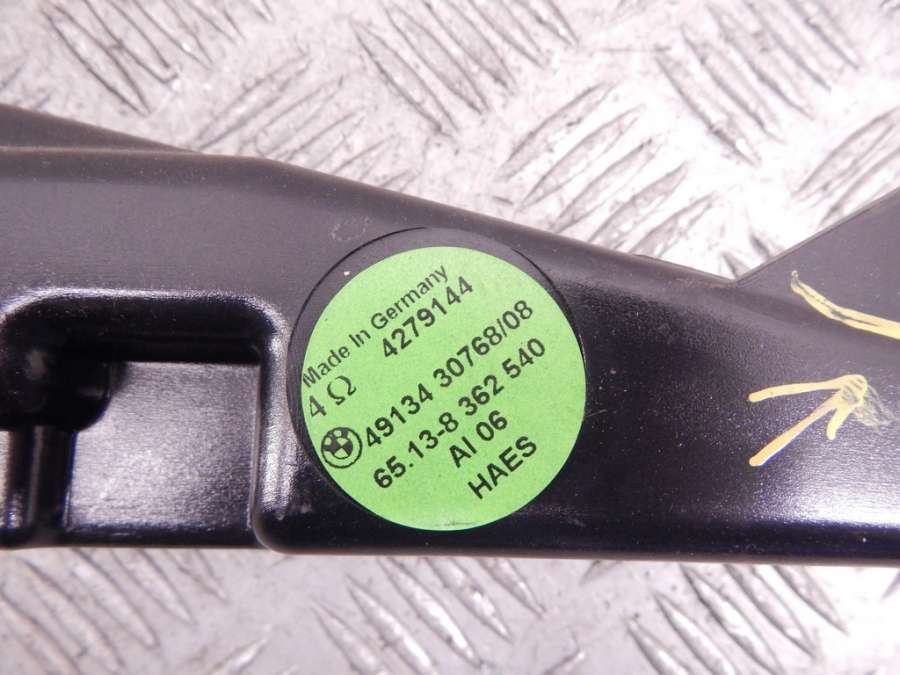 Made In Germany
4279144
4 Ω
49134 30768/08
65.13-8 362 540
AI 06
HAES